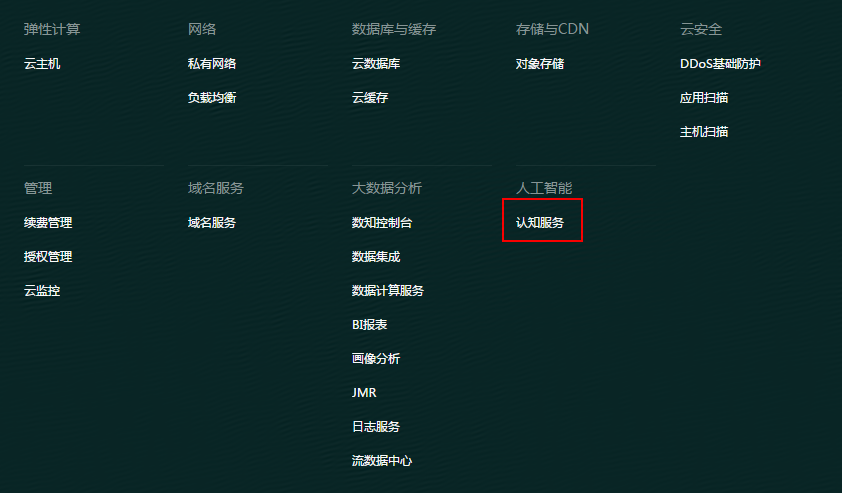 弹性计算
云主机
网络
私有网络
负载均衡
数据库与缓存
云数据库
云缓存
存储与CDN
对象存储
云安全
DDoS基础防护
应用扫描
主机扫描
管理
续费管理
授权管理
云监控
域名服务
域名服务
大数据分析
数知控制台
数据集成
数据计算服务
BI报表
画像分析
JMR
日志服务
流数据中心
人工智能
认知服务